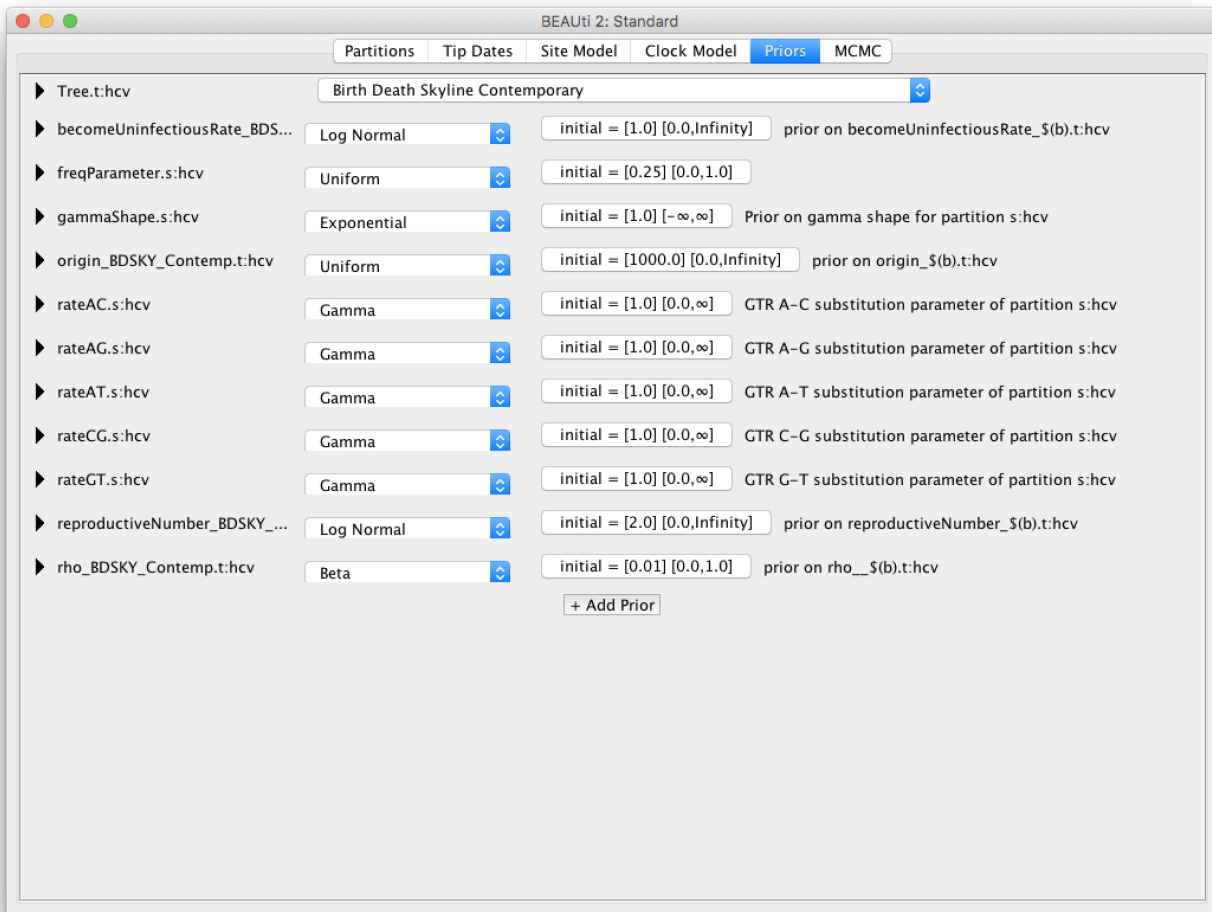 BEAUti 2: Standard
Partitions Tip Dates Site Model Clock Model Priors MCMC
Tree.t:hcv Birth Death Skyline Contemporary
becomeUninfectiousRate_BDS... Log Normal initial = [1.0] [0.0,Infinity] prior on becomeUninfectiousRate_$(b).t:hcv
freqParameter.s:hcv Uniform initial = [0.25] [0.0,1.0]
gammaShape.s:hcv Exponential initial = [1.0] [-∞,∞] Prior on gamma shape for partition s:hcv
origin_BDSKY_Contemp.t:hcv Uniform initial = [1000.0] [0.0,Infinity] prior on origin_$(b).t:hcv
rateAC.s:hcv Gamma initial = [1.0] [0.0,∞] GTR A-C substitution parameter of partition s:hcv
rateAG.s:hcv Gamma initial = [1.0] [0.0,∞] GTR A-G substitution parameter of partition s:hcv
rateAT.s:hcv Gamma initial = [1.0] [0.0,∞] GTR A-T substitution parameter of partition s:hcv
rateCG.s:hcv Gamma initial = [1.0] [0.0,∞] GTR C-G substitution parameter of partition s:hcv
rateGT.s:hcv Gamma initial = [1.0] [0.0,∞] GTR G-T substitution parameter of partition s:hcv
reproductiveNumber_BDSKY_... Log Normal initial = [2.0] [0.0,Infinity] prior on reproductiveNumber_$(b).t:hcv
rho_BDSKY_Contemp.t:hcv Beta initial = [0.01] [0.0,1.0] prior on rho__$(b).t:hcv
+ Add Prior